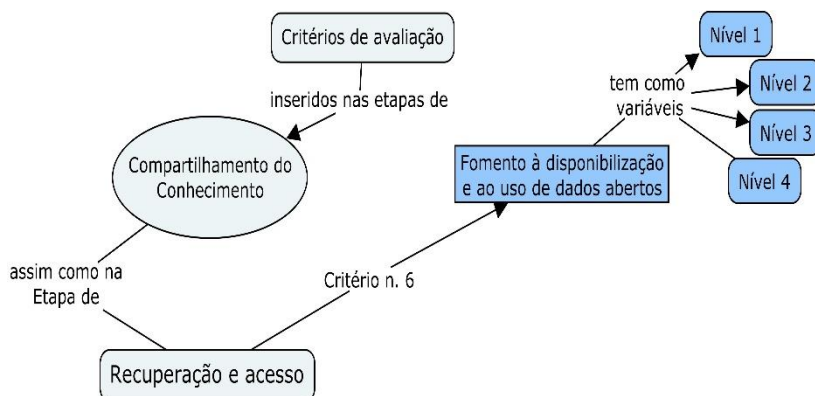 Critérios de avaliação
inseridos nas etapas de
Compartilhamento do
Conhecimento
assim como na
Etapa de
Recuperação e acesso
Critério n. 6
Fomento à disponibilização
e ao uso de dados abertos
tem como
variáveis
Nível 1
Nível 2
Nível 3
Nível 4